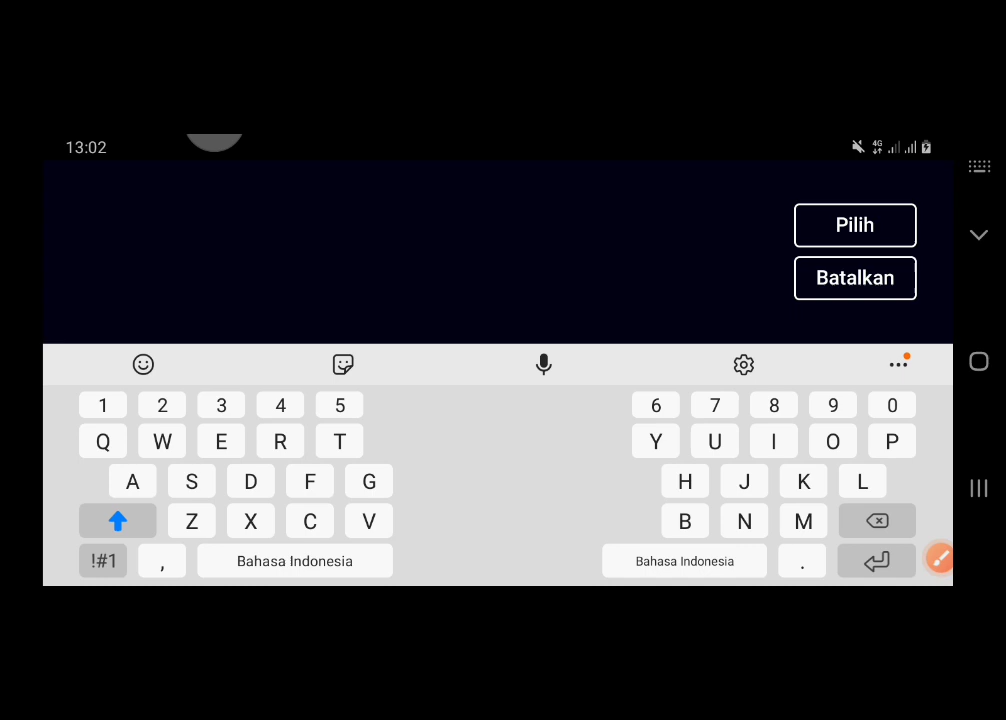 13:02
4G
Pilih
Batalkan
1 2 3 4 5 6 7 8 9 0
Q W E R T Y U I O P
A S D F G H J K L
Z X C V B N M
!#1 , Bahasa Indonesia Bahasa Indonesia .